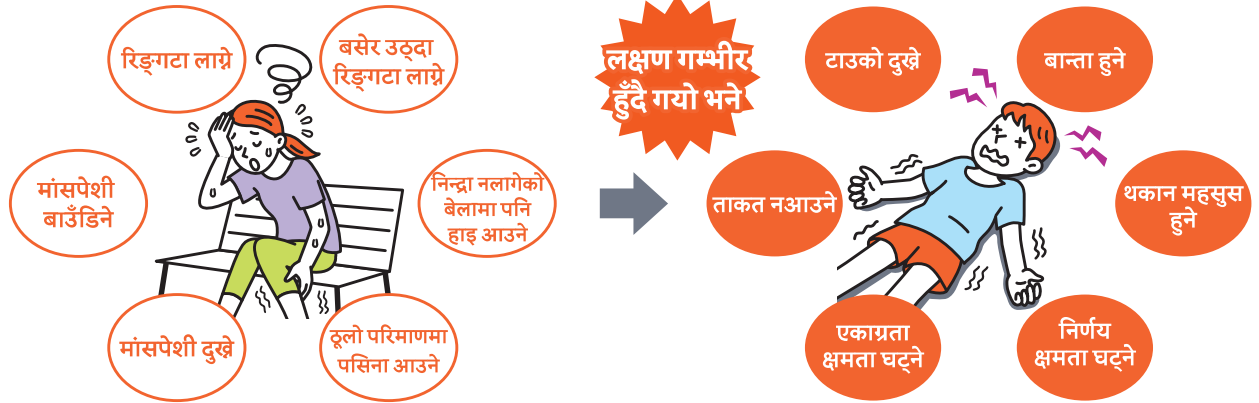 रिङ्गटा लाग्ने
बसेर उठ्दा
रिङ्गटा लाग्ने
मांसपेशी
बाउँडिने
निन्द्रा नलागेको
बेलामा पनि
हाइ आउने
मांसपेशी दुख्ने
ठूलो परिमाणमा
पसिना आउने
लक्षण गम्भीर
हुँदै गयो भने
टाउको दुख्ने
बान्ता हुने
ताकत नआउने
थकान महसुस
हुने
एकाग्रता
क्षमता घट्ने
निर्णय
क्षमता घट्ने